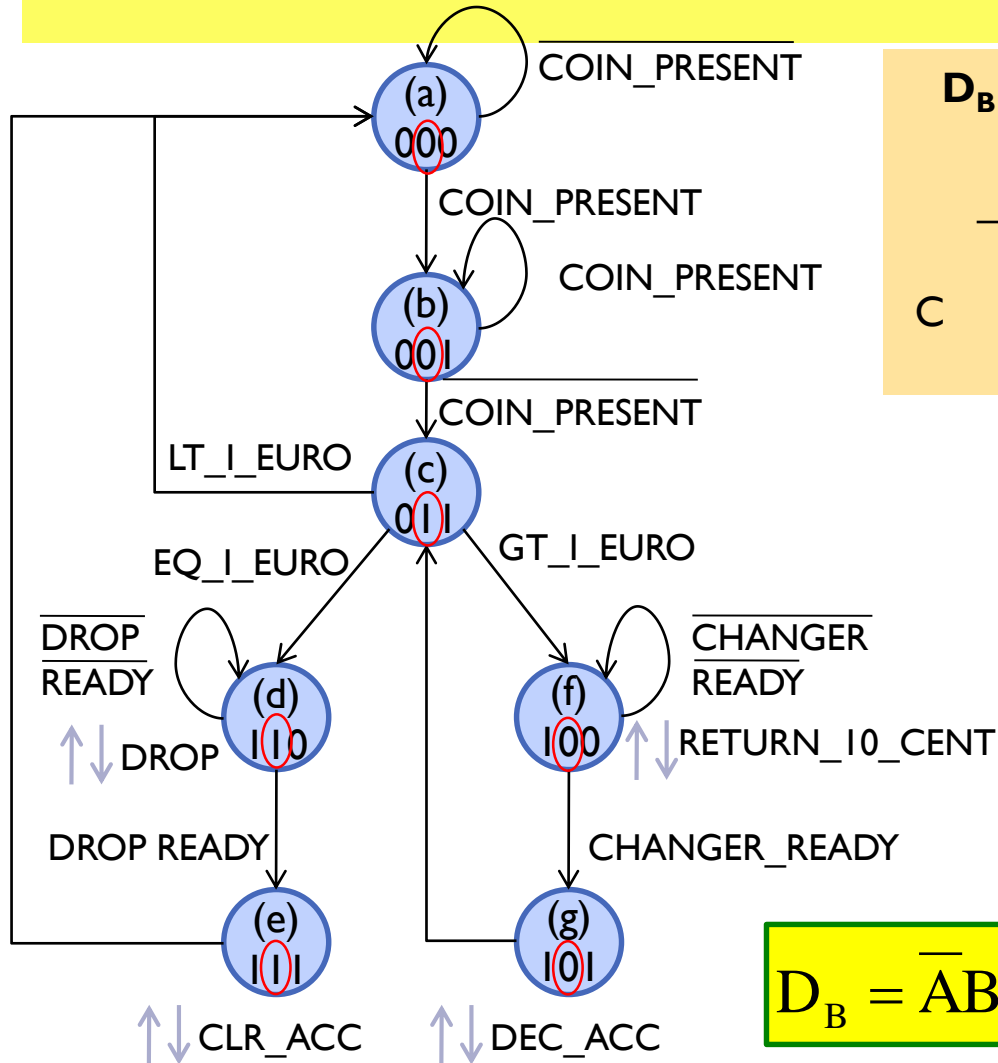 COIN_PRESENT
(a)
000
D_B
COIN_PRESENT
COIN_PRESENT
(b)
001
C
COIN_PRESENT
LT_1_EURO
(c)
011
EQ_1_EURO
GT_1_EURO
DROP
READY
CHANGER
READY
(d)
110
(f)
100
DROP
RETURN_10_CENT
DROP READY
CHANGER_READY
(e)
111
(g)
101
D_B = A̅B
CLR_ACC
DEC_ACC